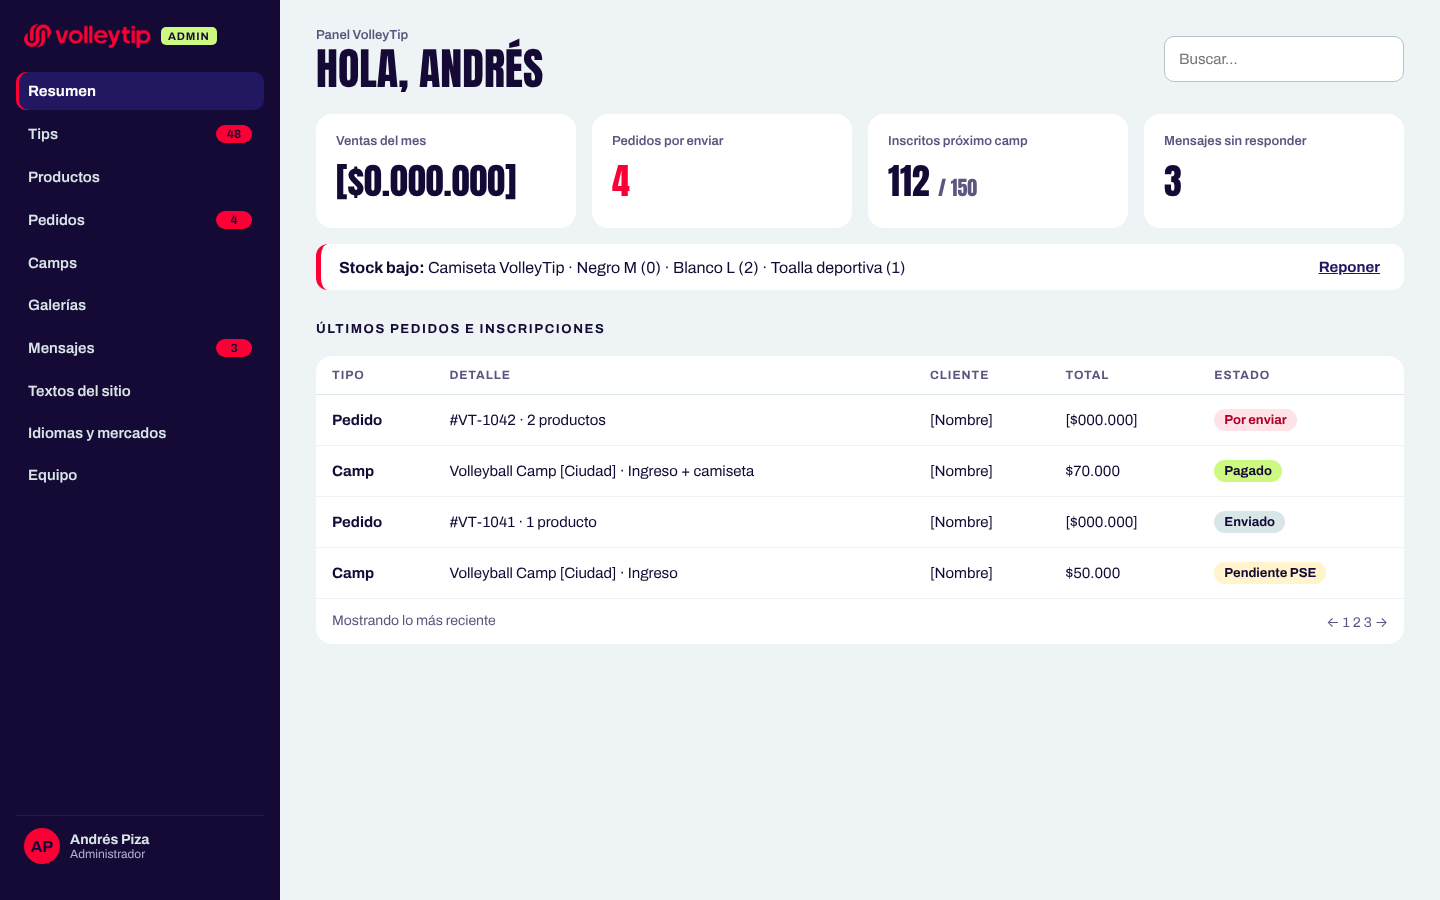 volleytip ADMIN
Resumen
Tips 48
Productos
Pedidos 4
Camps
Galerías
Mensajes 3
Textos del sitio
Idiomas y mercados
Equipo
AP Andrés Piza
Administrador
Panel VolleyTip
HOLA, ANDRÉS
Buscar...
Ventas del mes
[$0.000.000]
Pedidos por enviar
4
Inscritos próximo camp
112 / 150
Mensajes sin responder
3
Stock bajo: Camiseta VolleyTip · Negro M (0) · Blanco L (2) · Toalla deportiva (1) Reponer
ÚLTIMOS PEDIDOS E INSCRIPCIONES
TIPO DETALLE CLIENTE TOTAL ESTADO
Pedido #VT-1042 · 2 productos [Nombre] [$000.000] Por enviar
Camp Volleyball Camp [Ciudad] · Ingreso + camiseta [Nombre] $70.000 Pagado
Pedido #VT-1041 · 1 producto [Nombre] [$000.000] Enviado
Camp Volleyball Camp [Ciudad] · Ingreso [Nombre] $50.000 Pendiente PSE
Mostrando lo más reciente ← 1 2 3 →